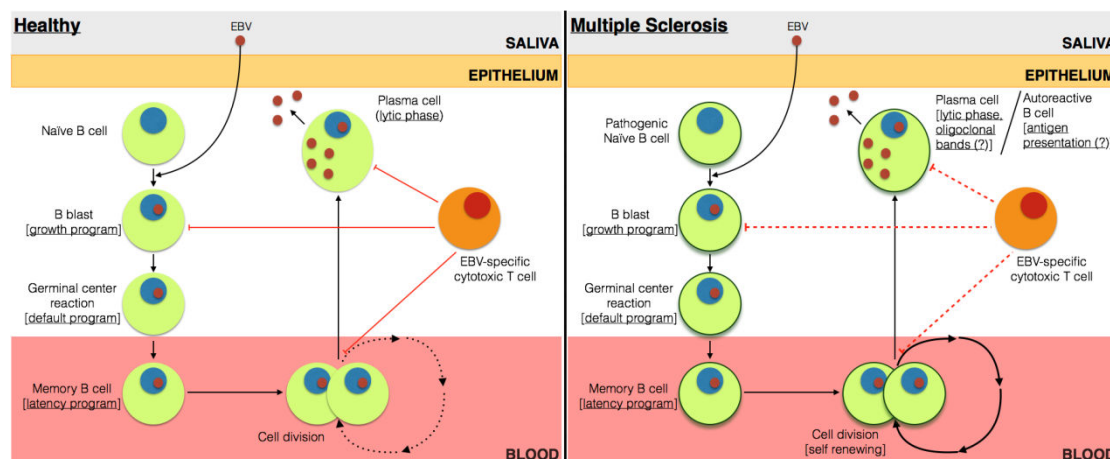 Healthy
EBV
SALIVA
EPITHELIUM
Naïve B cell
Plasma cell
(lytic phase)
B blast
[growth program]
EBV-specific
cytotoxic T cell
Germinal center
reaction
[default program]
Memory B cell
[latency program]
Cell division
BLOOD
Multiple Sclerosis
EBV
SALIVA
EPITHELIUM
Pathogenic
Naïve B cell
Plasma cell
[lytic phase,
oligoclonal
bands (?)]
Autoreactive
B cell
[antigen
presentation (?)]
B blast
[growth program]
EBV-specific
cytotoxic T cell
Germinal center
reaction
[default program]
Memory B cell
[latency program]
Cell division
[self renewing]
BLOOD